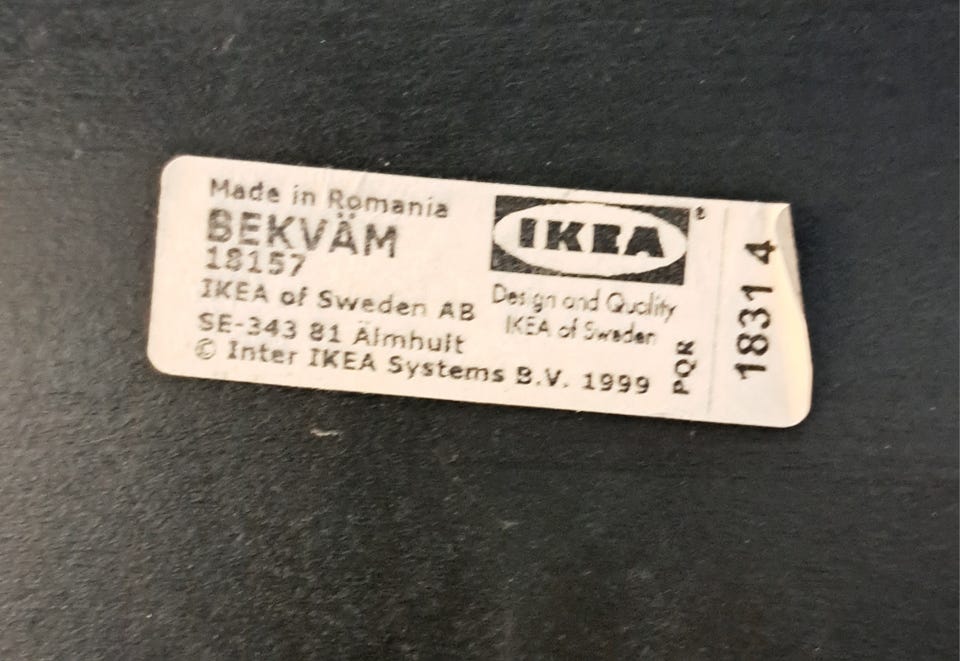 Made in Romania
BEKVÄM
18157
IKEA of Sweden AB
SE-343 81 Älmhult
© Inter IKEA Systems B.V. 1999
IKEA®
Design and Quality
IKEA of Sweden
PQR
1831 4